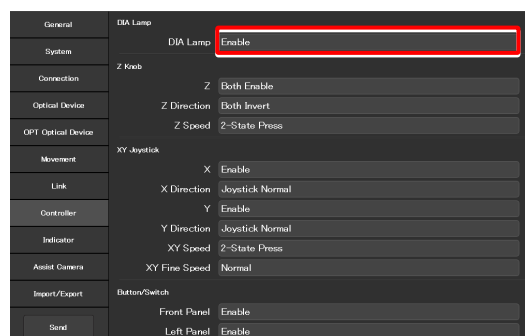 General
System
Connection
Optical Device
OPT Optical Device
Movement
Link
Controller
Indicator
Assist Camera
Import/Export
Send
DIA Lamp
DIA Lamp Enable
Z Knob
Z Both Enable
Z Direction Both Invert
Z Speed 2-State Press
XY Joystick
X Enable
X Direction Joystick Normal
Y Enable
Y Direction Joystick Normal
XY Speed 2-State Press
XY Fine Speed Normal
Button/Switch
Front Panel Enable
Left Panel Enable